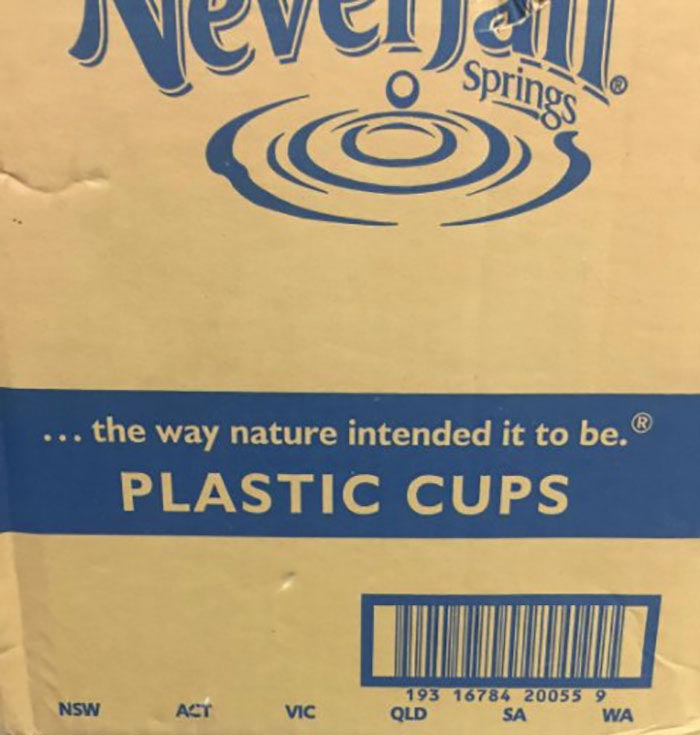 Neverfail
Springs®
... the way nature intended it to be.®
PLASTIC CUPS
193 16784 20055 9
NSW ACT VIC QLD SA WA